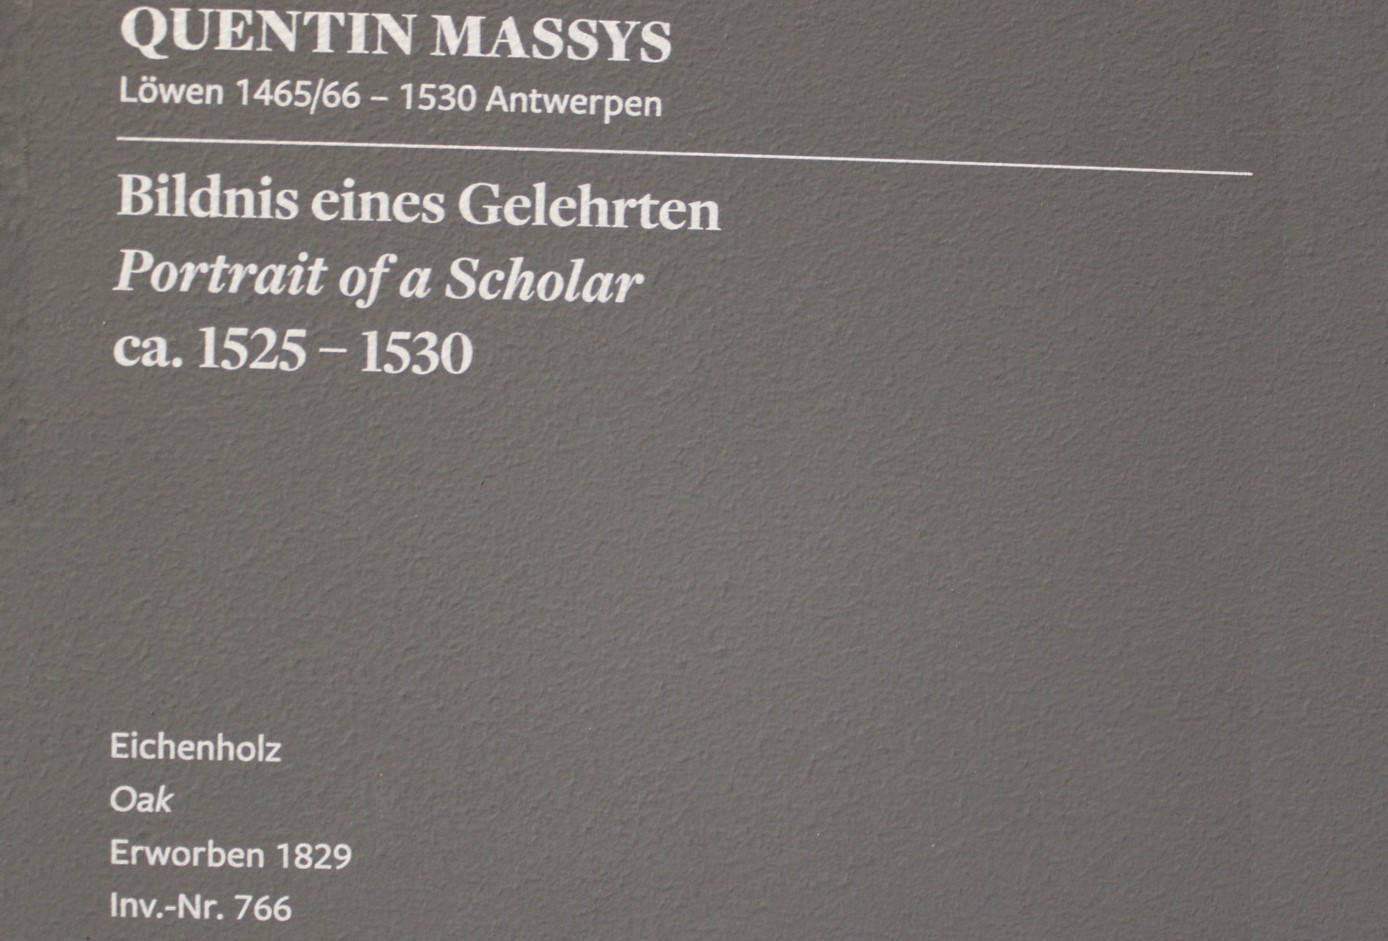 QUENTIN MASSYS
Löwen 1465/66 – 1530 Antwerpen
Bildnis eines Gelehrten
Portrait of a Scholar
ca. 1525 – 1530
Eichenholz
Oak
Erworben 1829
Inv.-Nr. 766